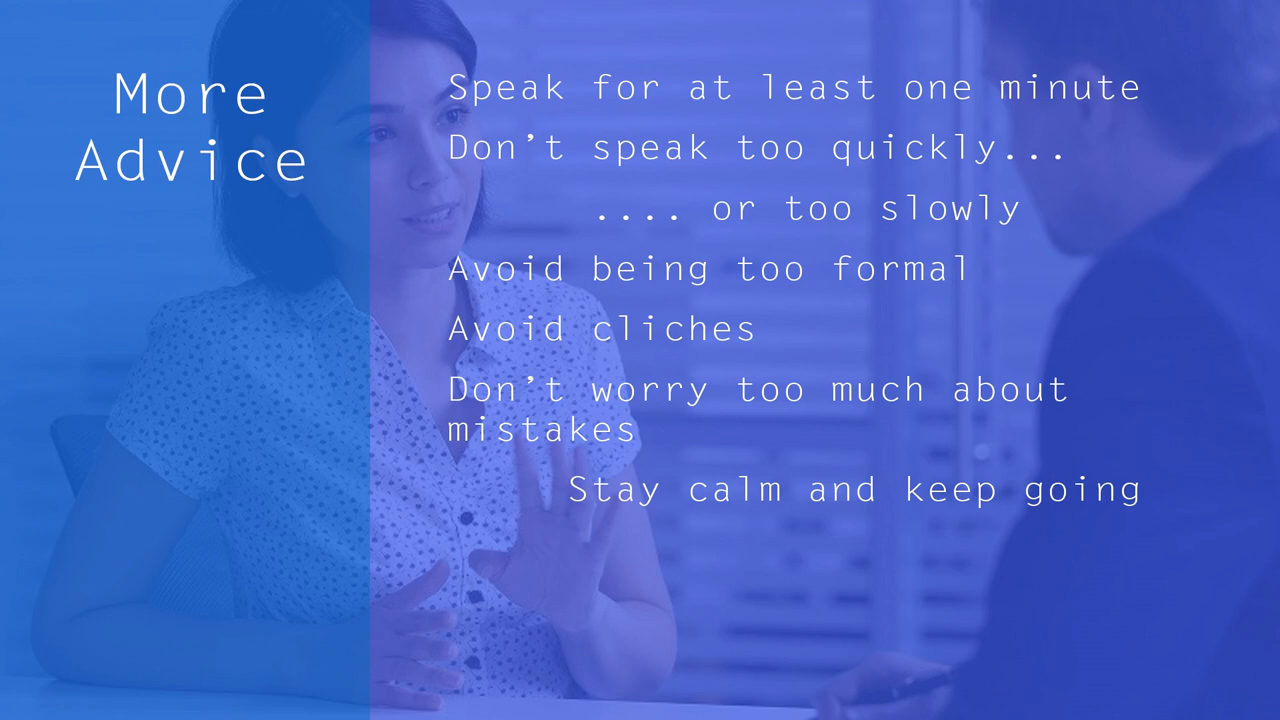 More
Advice
Speak for at least one minute
Don’t speak too quickly...
.... or too slowly
Avoid being too formal
Avoid cliches
Don’t worry too much about
mistakes
Stay calm and keep going